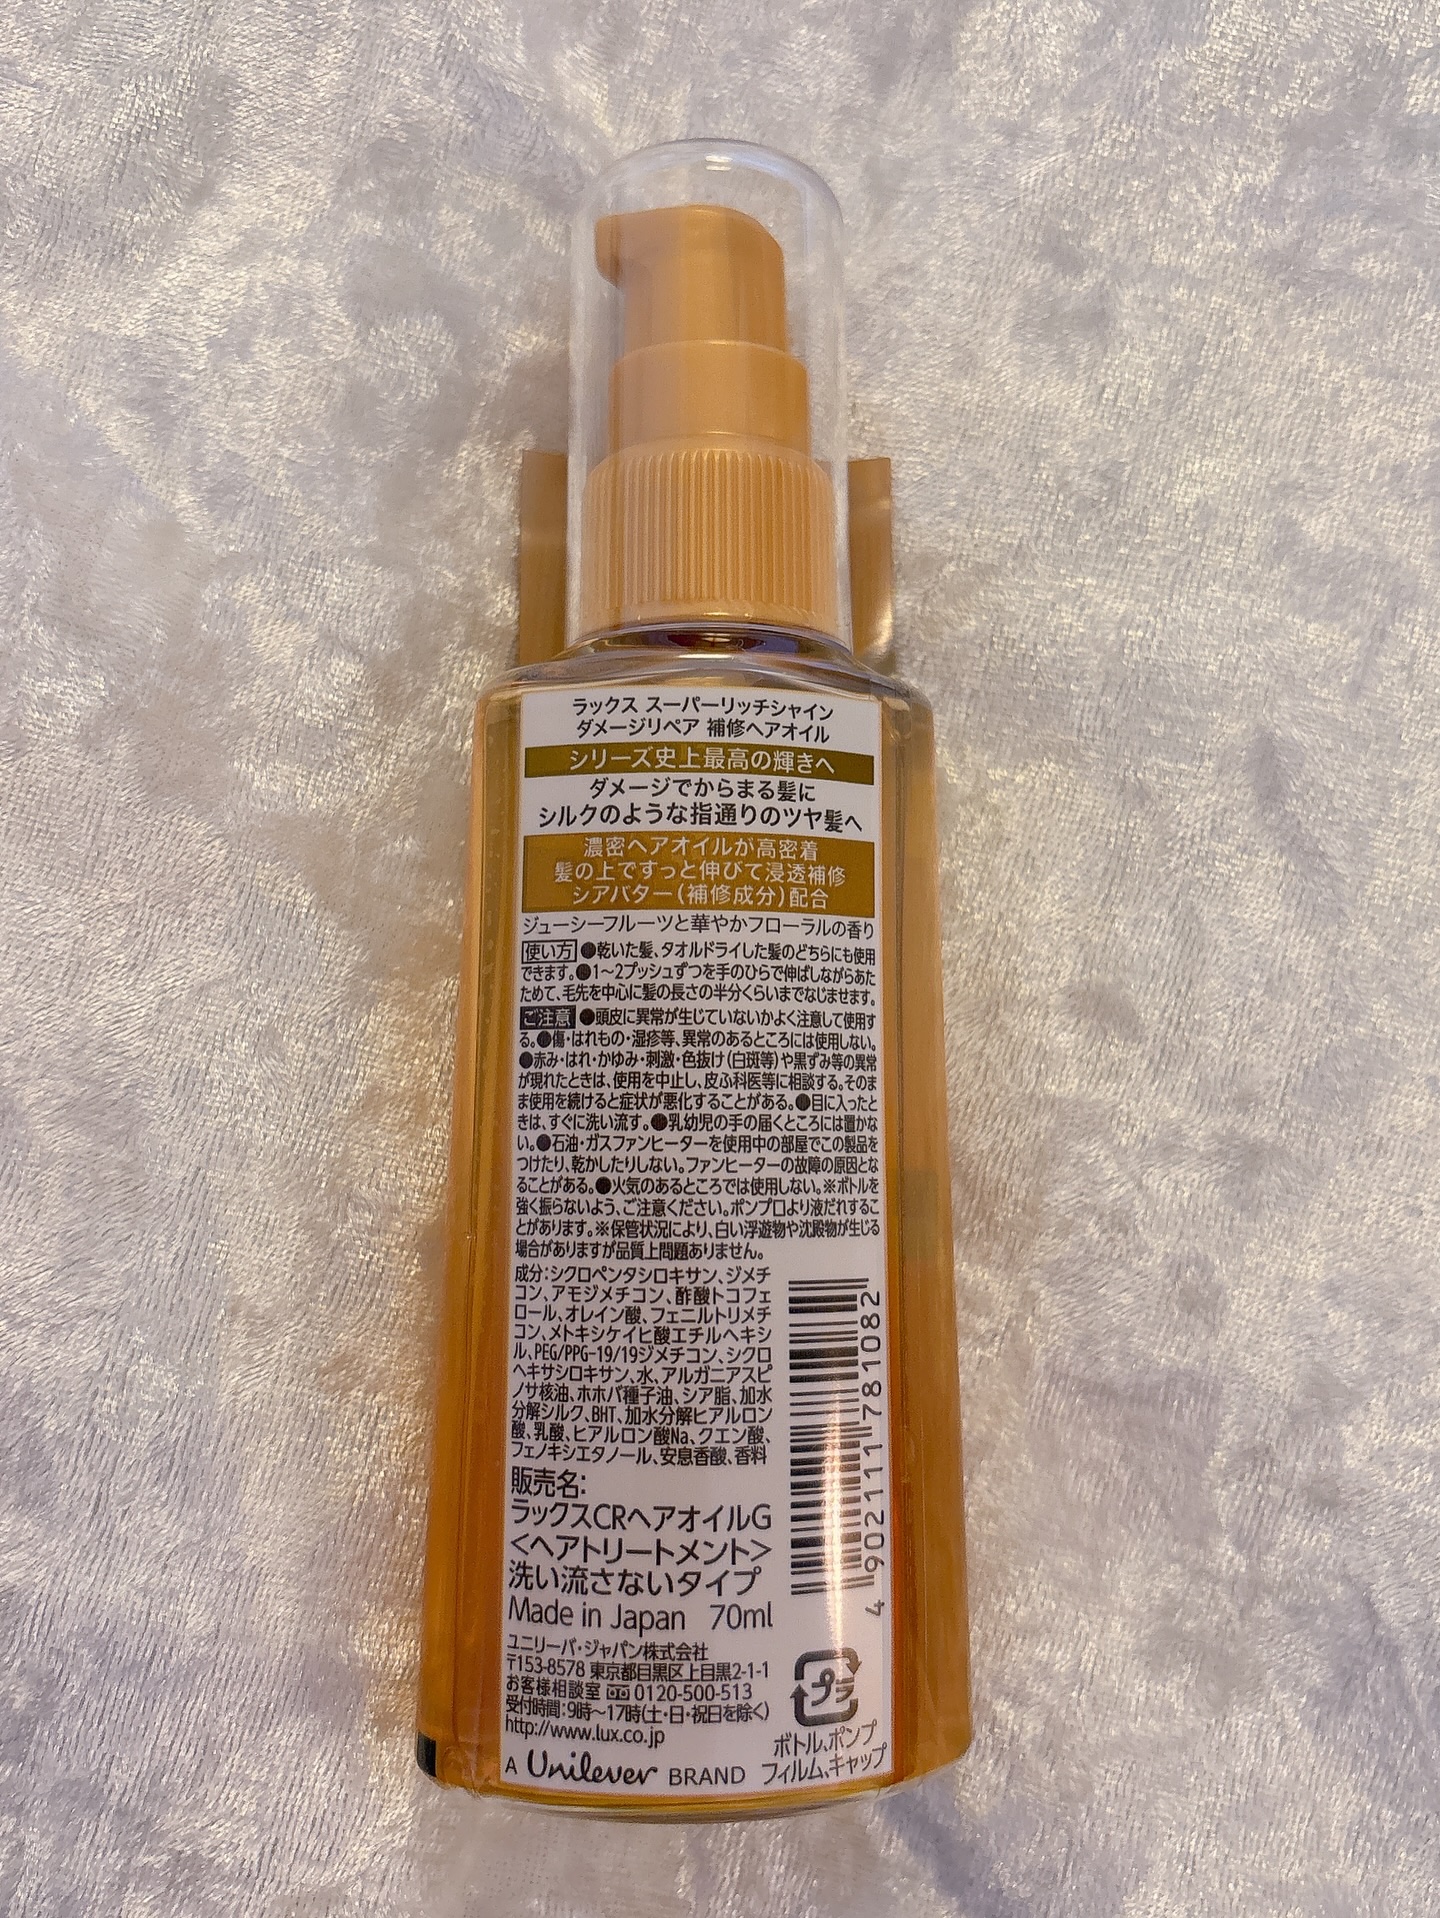 ラックス スーパーリッチシャイン
ダメージリペア 補修ヘアオイル
シリーズ史上最高の輝きへ
ダメージでからまる髪に
シルクのような指通りのツヤ髪へ
濃密ヘアオイルが高密着
髪の上ですっと伸びて浸透補修
シアバター(補修成分)配合
ジューシーフルーツと華やかフローラルの香り
使い方 ●乾いた髪、タオルドライした髪のどちらにも使用
できます。●1〜2プッシュずつを手のひらで伸ばしながらあた
ためて、毛先を中心に髪の長さの半分くらいまでなじませます。
ご注意 ●頭皮に異常が生じていないかよく注意して使用す
る。●傷・はれもの・湿疹等、異常のあるところには使用しない。
●赤み・はれ・かゆみ・刺激・色抜け(白斑等)や黒ずみ等の異常
が現れたときは、使用を中止し、皮ふ科医等に相談する。そのま
ま使用を続けると症状が悪化することがある。●目に入ったと
きは、すぐに洗い流す。●乳幼児の手の届くところには置かな
い。●石油・ガスファンヒーターを使用中の部屋でこの製品を
つけたり、乾かしたりしない。ファンヒーターの故障の原因とな
ることがある。●火気のあるところでは使用しない。※ボトルを
強く振らないよう、ご注意ください。ポンプ口より液だれするこ
とがあります。※保管状況により、白い浮遊物や沈殿物が生じる
場合がありますが品質上問題ありません。
成分:シクロペンタシロキサン、ジメチ
コン、アモジメチコン、酢酸トコフェ
ロール、オレイン酸、フェニルトリメチ
コン、メトキシケイヒ酸エチルヘキシ
ル、PEG/PPG-19/19ジメチコン、シクロ
ヘキサシロキサン、水、アルガニアスピ
ノサ核油、ホホバ種子油、シア脂、加水
分解シルク、BHT、加水分解ヒアルロン
酸、乳酸、ヒアルロン酸Na、クエン酸、
フェノキシエタノール、安息香酸、香料
販売名:
ラックスCRヘアオイルG
<ヘアトリートメント>
洗い流さないタイプ
Made in Japan 70ml
4 902111 781082
ユニリーバ・ジャパン株式会社
〒153-8578 東京都目黒区上目黒2-1-1
お客様相談室 0120-500-513
受付時間:9時〜17時(土・日・祝日を除く)
http://www.lux.co.jp
A Unilever BRAND
プラ
ボトル、ポンプ
フィルム、キャップ